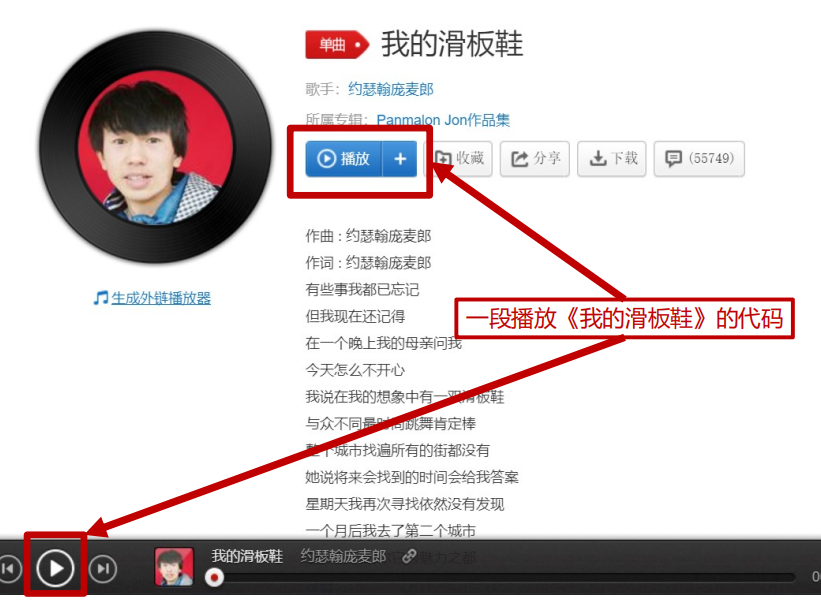 单曲
我的滑板鞋
歌手：约瑟翰庞麦郎
所属专辑：Panmalon Jon作品集
播放 + 收藏 分享 下载 (55749)
作曲 : 约瑟翰庞麦郎
作词 : 约瑟翰庞麦郎
有些事我都已忘记
但我现在还记得
在一个晚上我的母亲问我
今天怎么不开心
我说在我的想象中有一双滑板鞋
与众不同最时尚跳舞肯定棒
整个城市找遍所有的街都没有
她说将来会找到的时间会给我答案
星期天我再次寻找依然没有发现
一个月后我去了第二个城市
生成外链播放器
一段播放《我的滑板鞋》的代码
我的滑板鞋 约瑟翰庞麦郎